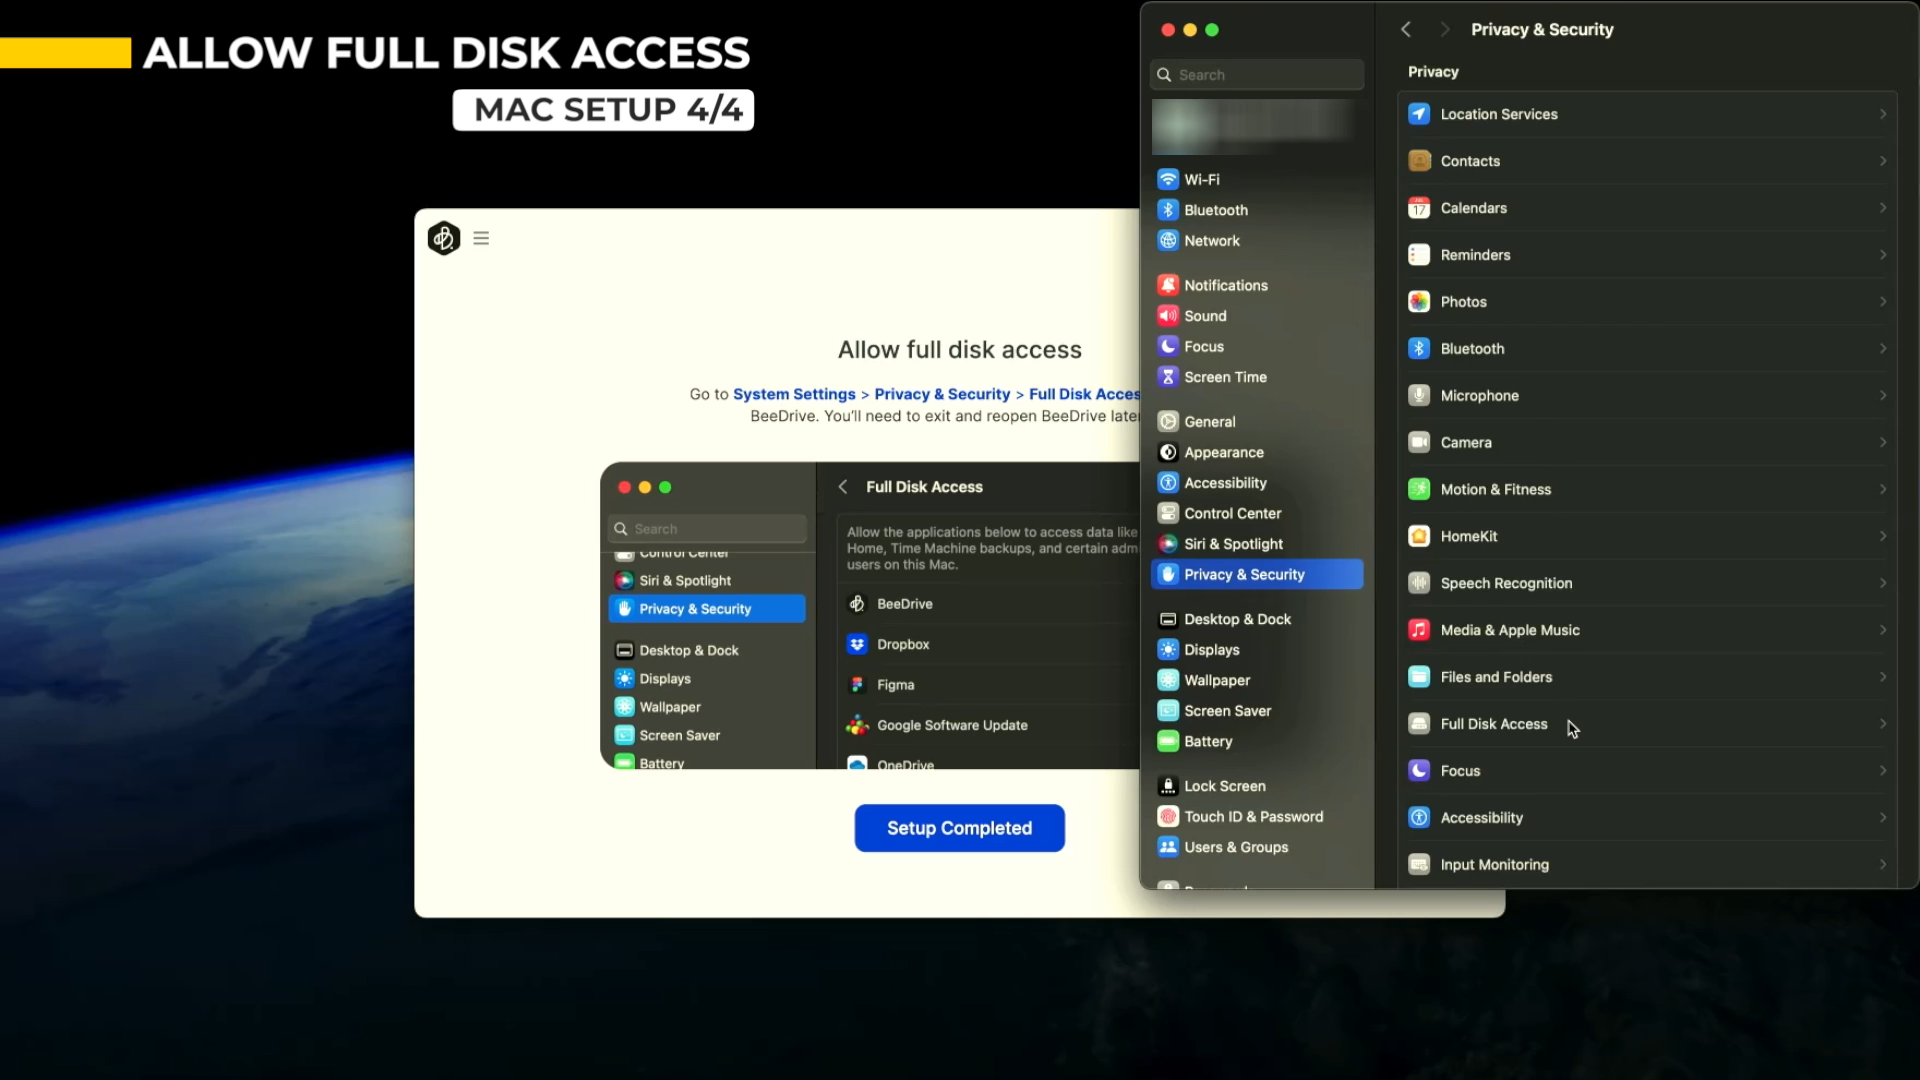 ALLOW FULL DISK ACCESS
MAC SETUP 4/4
Allow full disk access
Go to System Settings > Privacy & Security > Full Disk Acces
BeeDrive. You'll need to exit and reopen BeeDrive later
Search
Control Center
Siri & Spotlight
Privacy & Security
Desktop & Dock
Displays
Wallpaper
Screen Saver
Battery
Full Disk Access
Allow the applications below to access data like
Home, Time Machine backups, and certain adm
users on this Mac.
BeeDrive
Dropbox
Figma
Google Software Update
OneDrive
Setup Completed
Search
Wi-Fi
Bluetooth
Network
Notifications
Sound
Focus
Screen Time
General
Appearance
Accessibility
Control Center
Siri & Spotlight
Privacy & Security
Desktop & Dock
Displays
Wallpaper
Screen Saver
Battery
Lock Screen
Touch ID & Password
Users & Groups
Privacy & Security
Privacy
Location Services
Contacts
17
Calendars
Reminders
Photos
Bluetooth
Microphone
Camera
Motion & Fitness
HomeKit
Speech Recognition
Media & Apple Music
Files and Folders
Full Disk Access
Focus
Accessibility
Input Monitoring